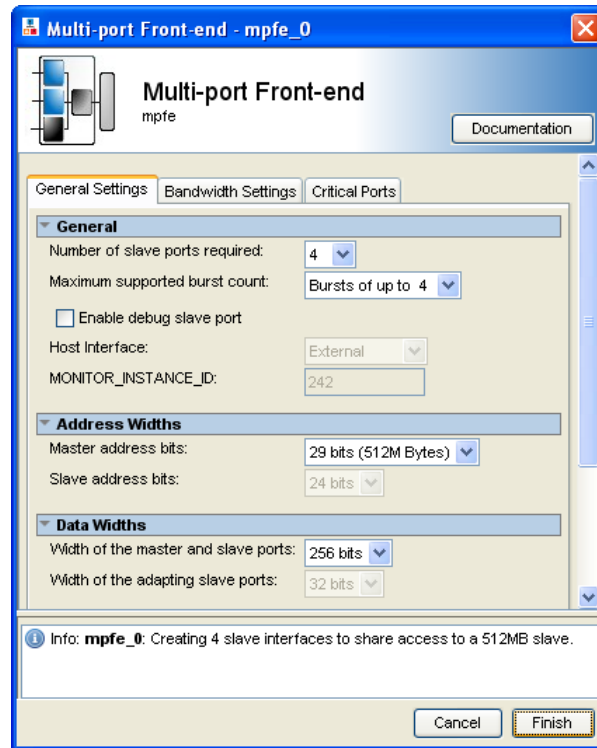 Multi-port Front-end - mpfe_0
Multi-port Front-end
mpfe
Documentation
General Settings Bandwidth Settings Critical Ports
General
Number of slave ports required: 4
Maximum supported burst count: Bursts of up to 4
Enable debug slave port
Host Interface: External
MONITOR_INSTANCE_ID: 242
Address Widths
Master address bits: 29 bits (512M Bytes)
Slave address bits: 24 bits
Data Widths
Width of the master and slave ports: 256 bits
Width of the adapting slave ports: 32 bits
Info: mpfe_0: Creating 4 slave interfaces to share access to a 512MB slave.
Cancel Finish